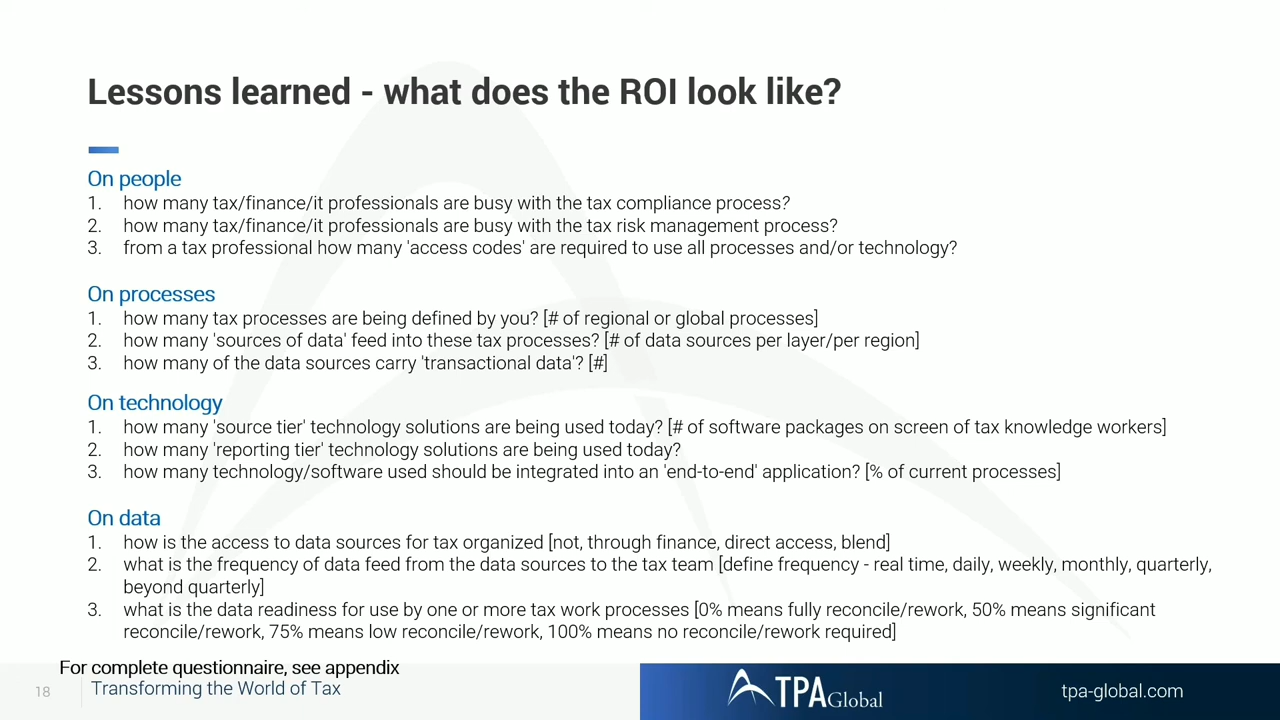 Lessons learned - what does the ROI look like?
On people
1. how many tax/finance/it professionals are busy with the tax compliance process?
2. how many tax/finance/it professionals are busy with the tax risk management process?
3. from a tax professional how many 'access codes' are required to use all processes and/or technology?
On processes
1. how many tax processes are being defined by you? [# of regional or global processes]
2. how many 'sources of data' feed into these tax processes? [# of data sources per layer/per region]
3. how many of the data sources carry 'transactional data'? [#]
On technology
1. how many 'source tier' technology solutions are being used today? [# of software packages on screen of tax knowledge workers]
2. how many 'reporting tier' technology solutions are being used today?
3. how many technology/software used should be integrated into an 'end-to-end' application? [% of current processes]
On data
1. how is the access to data sources for tax organized [not, through finance, direct access, blend]
2. what is the frequency of data feed from the data sources to the tax team [define frequency - real time, daily, weekly, monthly, quarterly,
beyond quarterly]
3. what is the data readiness for use by one or more tax work processes [0% means fully reconcile/rework, 50% means significant
reconcile/rework, 75% means low reconcile/rework, 100% means no reconcile/rework required]
For complete questionnaire, see appendix
18 Transforming the World of Tax
TPA Global
tpa-global.com